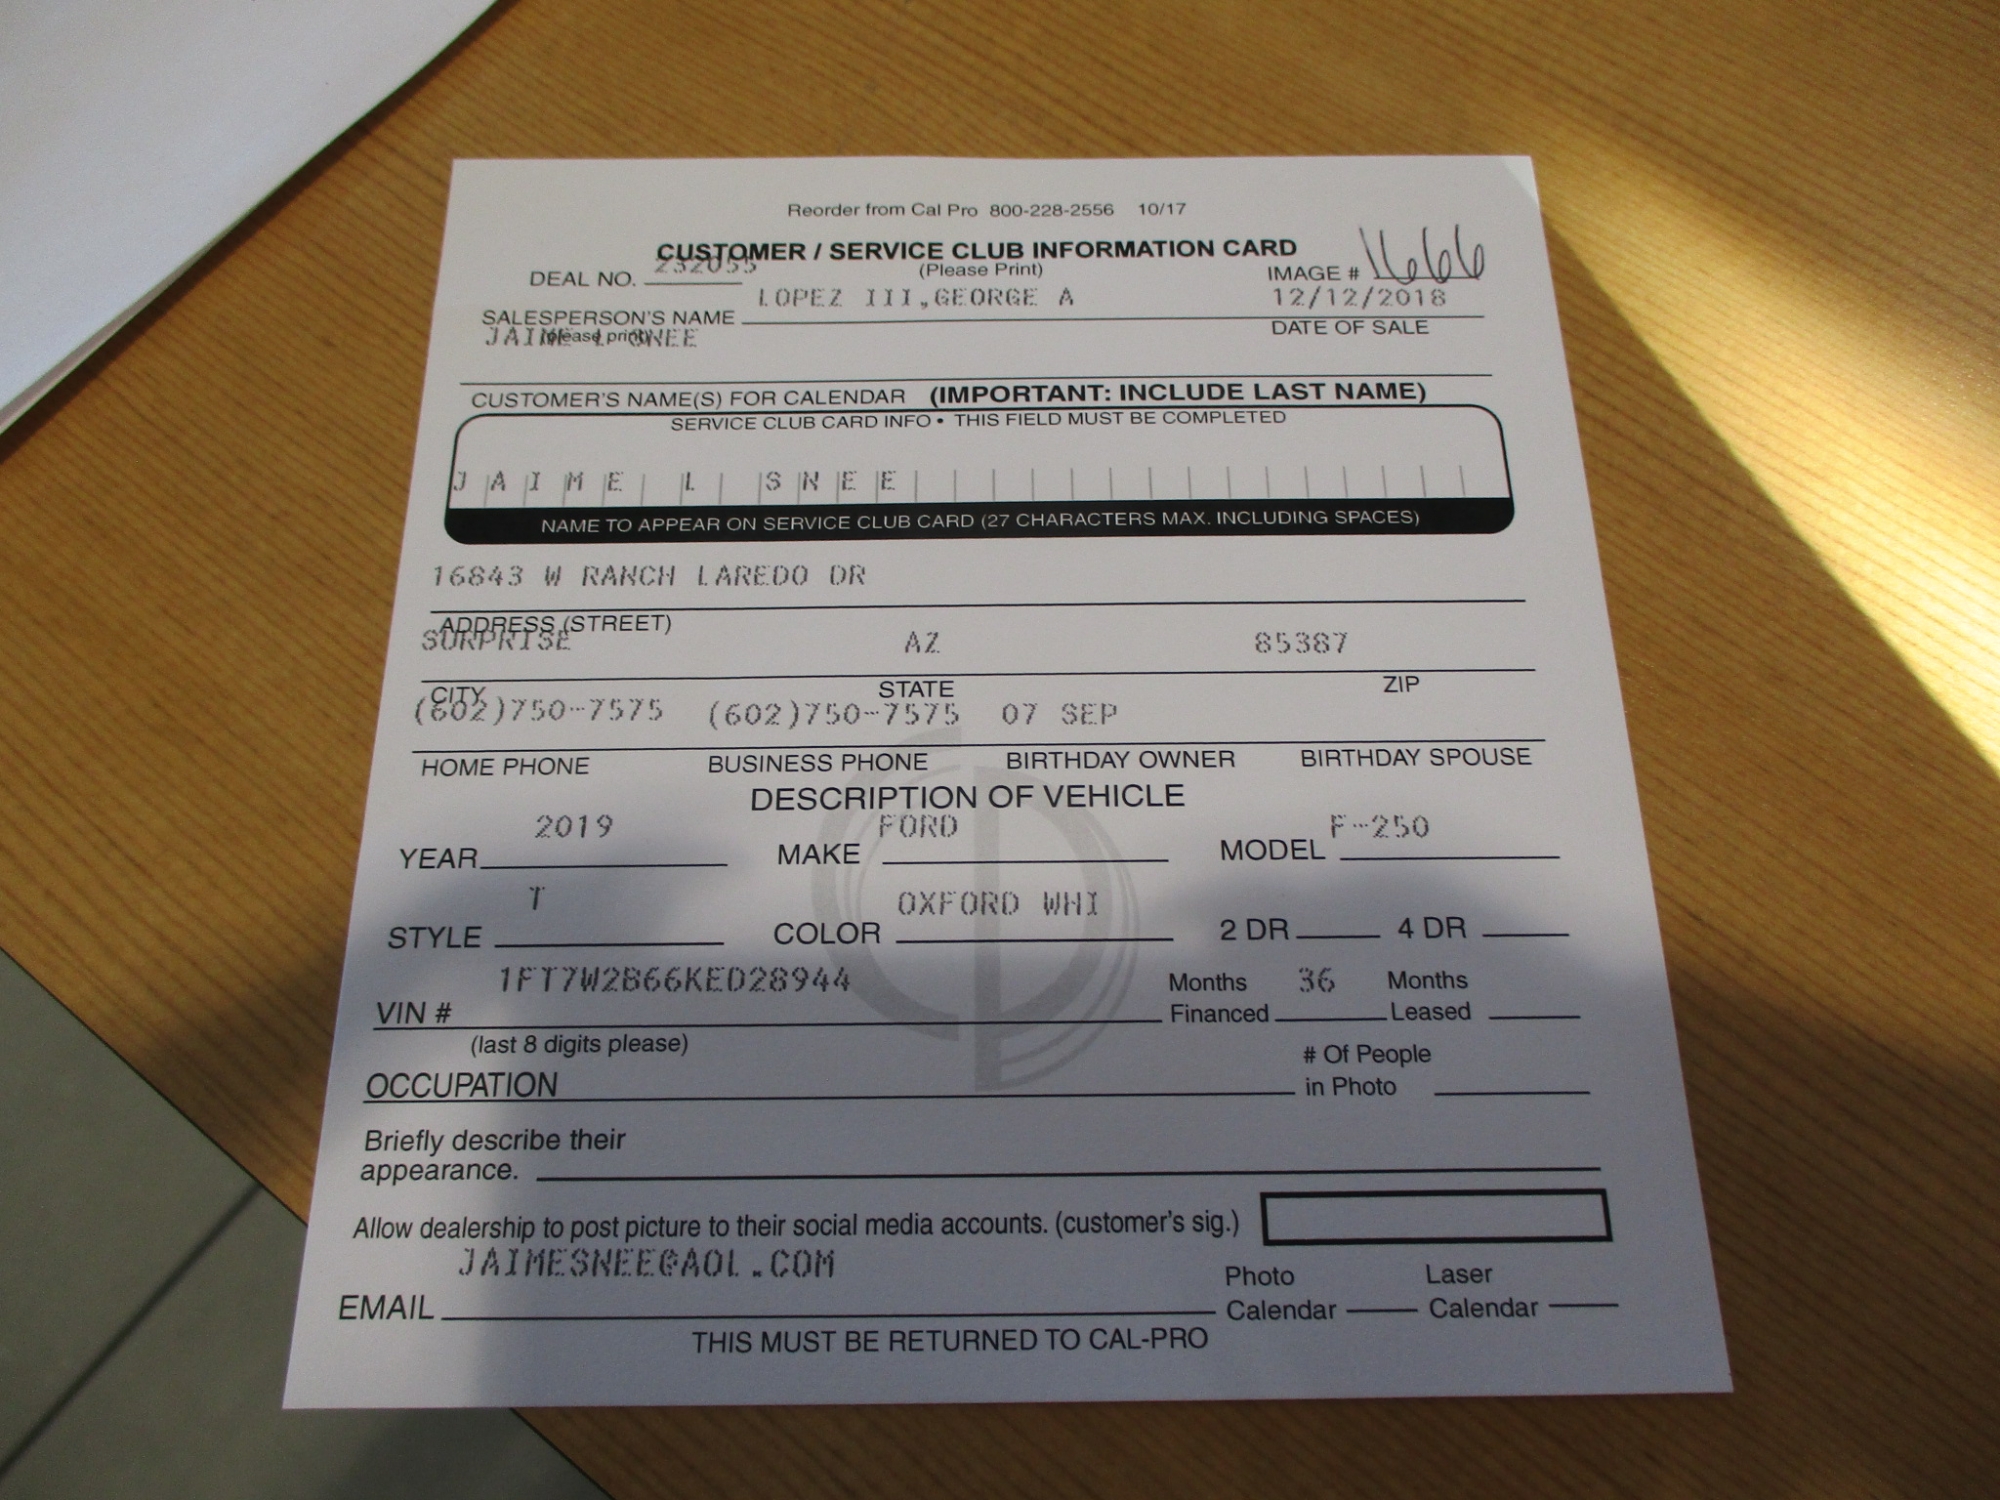 Reorder from Cal Pro 800-228-2556 10/17
CUSTOMER / SERVICE CLUB INFORMATION CARD
(Please Print)
DEAL NO. 232055
IMAGE # 1666
LOPEZ III,GEORGE A 12/12/2018
SALESPERSON'S NAME DATE OF SALE
(please print)
JAIME L SNEE
CUSTOMER'S NAME(S) FOR CALENDAR (IMPORTANT: INCLUDE LAST NAME)
SERVICE CLUB CARD INFO • THIS FIELD MUST BE COMPLETED
JAIME L SNEE
NAME TO APPEAR ON SERVICE CLUB CARD (27 CHARACTERS MAX. INCLUDING SPACES)
16843 W RANCH LAREDO DR
ADDRESS (STREET)
SURPRISE AZ 85387
CITY STATE ZIP
(602)750-7575 (602)750-7575 07 SEP
HOME PHONE BUSINESS PHONE BIRTHDAY OWNER BIRTHDAY SPOUSE
DESCRIPTION OF VEHICLE
2019 FORD F-250
YEAR MAKE MODEL
T OXFORD WHI
STYLE COLOR 2 DR 4 DR
1FT7W2B66KED28944 Months 36 Months
VIN # Financed Leased
(last 8 digits please)
# Of People
OCCUPATION in Photo
Briefly describe their
appearance.
Allow dealership to post picture to their social media accounts. (customer's sig.)
JAIMESNEE@AOL.COM
Photo Laser
EMAIL Calendar Calendar
THIS MUST BE RETURNED TO CAL-PRO